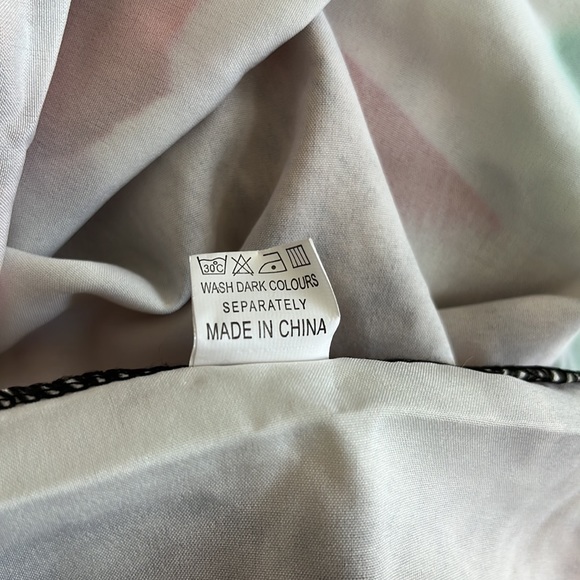 30°C
WASH DARK COLOURS
SEPARATELY
MADE IN CHINA